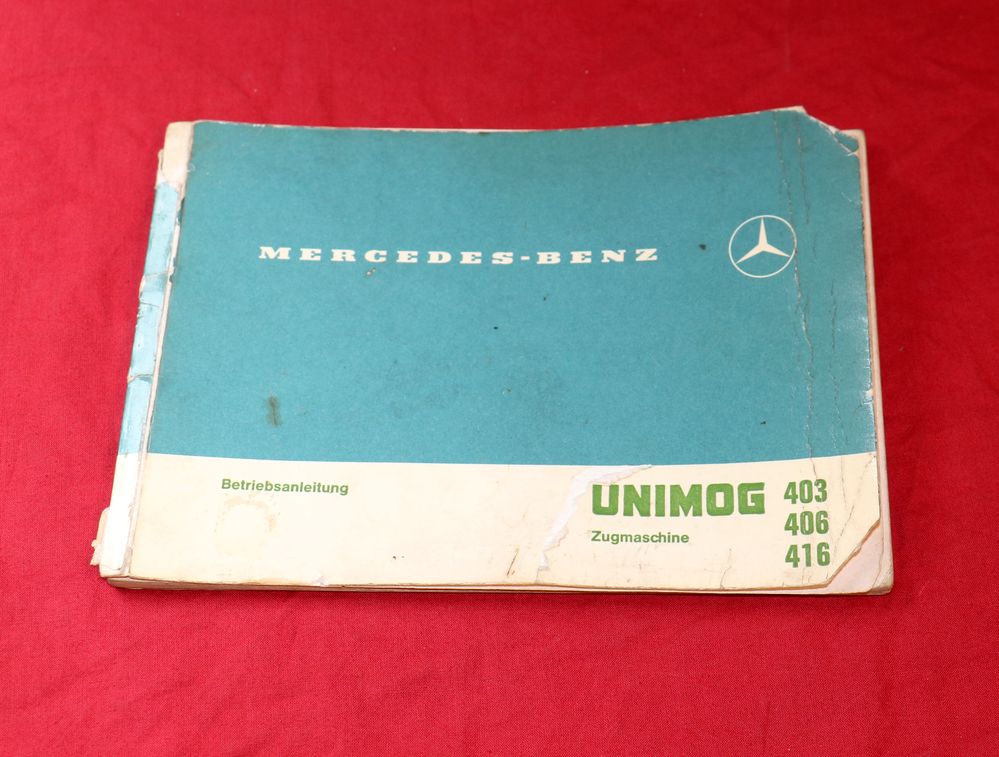 MERCEDES-BENZ
Betriebsanleitung
UNIMOG 403
406
416
Zugmaschine